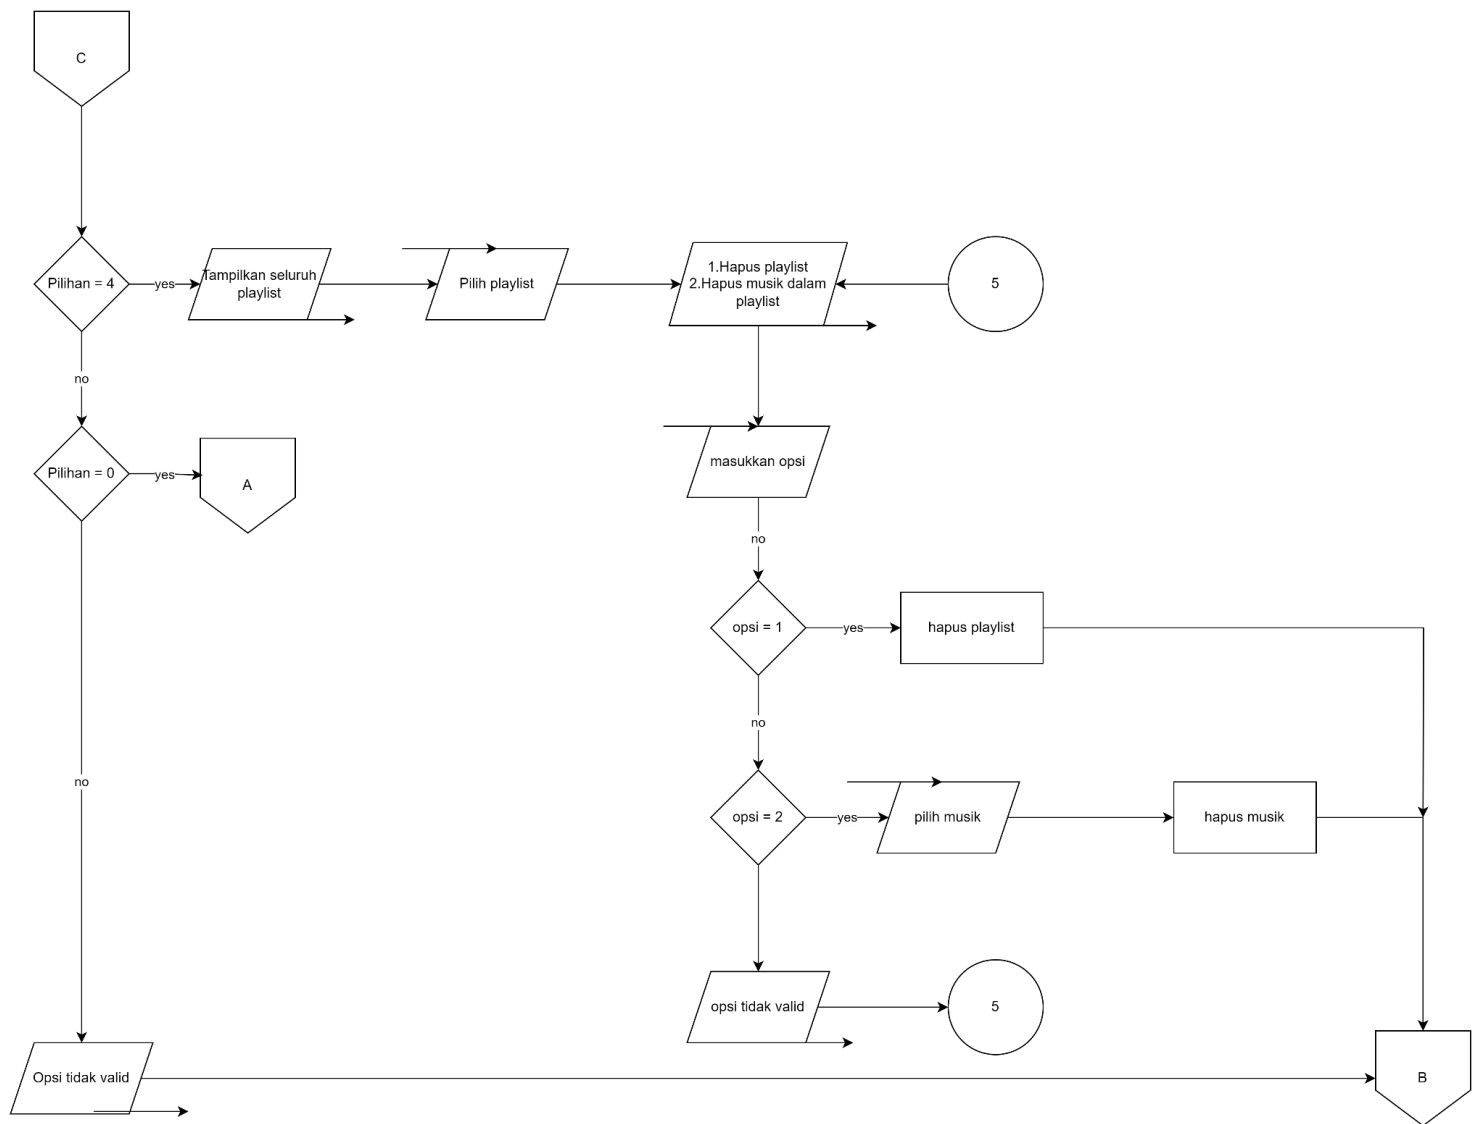 C
Pilihan = 4
yes
Tampilkan seluruh
playlist
Pilih playlist
1.Hapus playlist
2.Hapus musik dalam
playlist
5
no
Pilihan = 0
yes
A
masukkan opsi
no
opsi = 1
yes
hapus playlist
no
no
opsi = 2
yes
pilih musik
hapus musik
opsi tidak valid
5
Opsi tidak valid
B